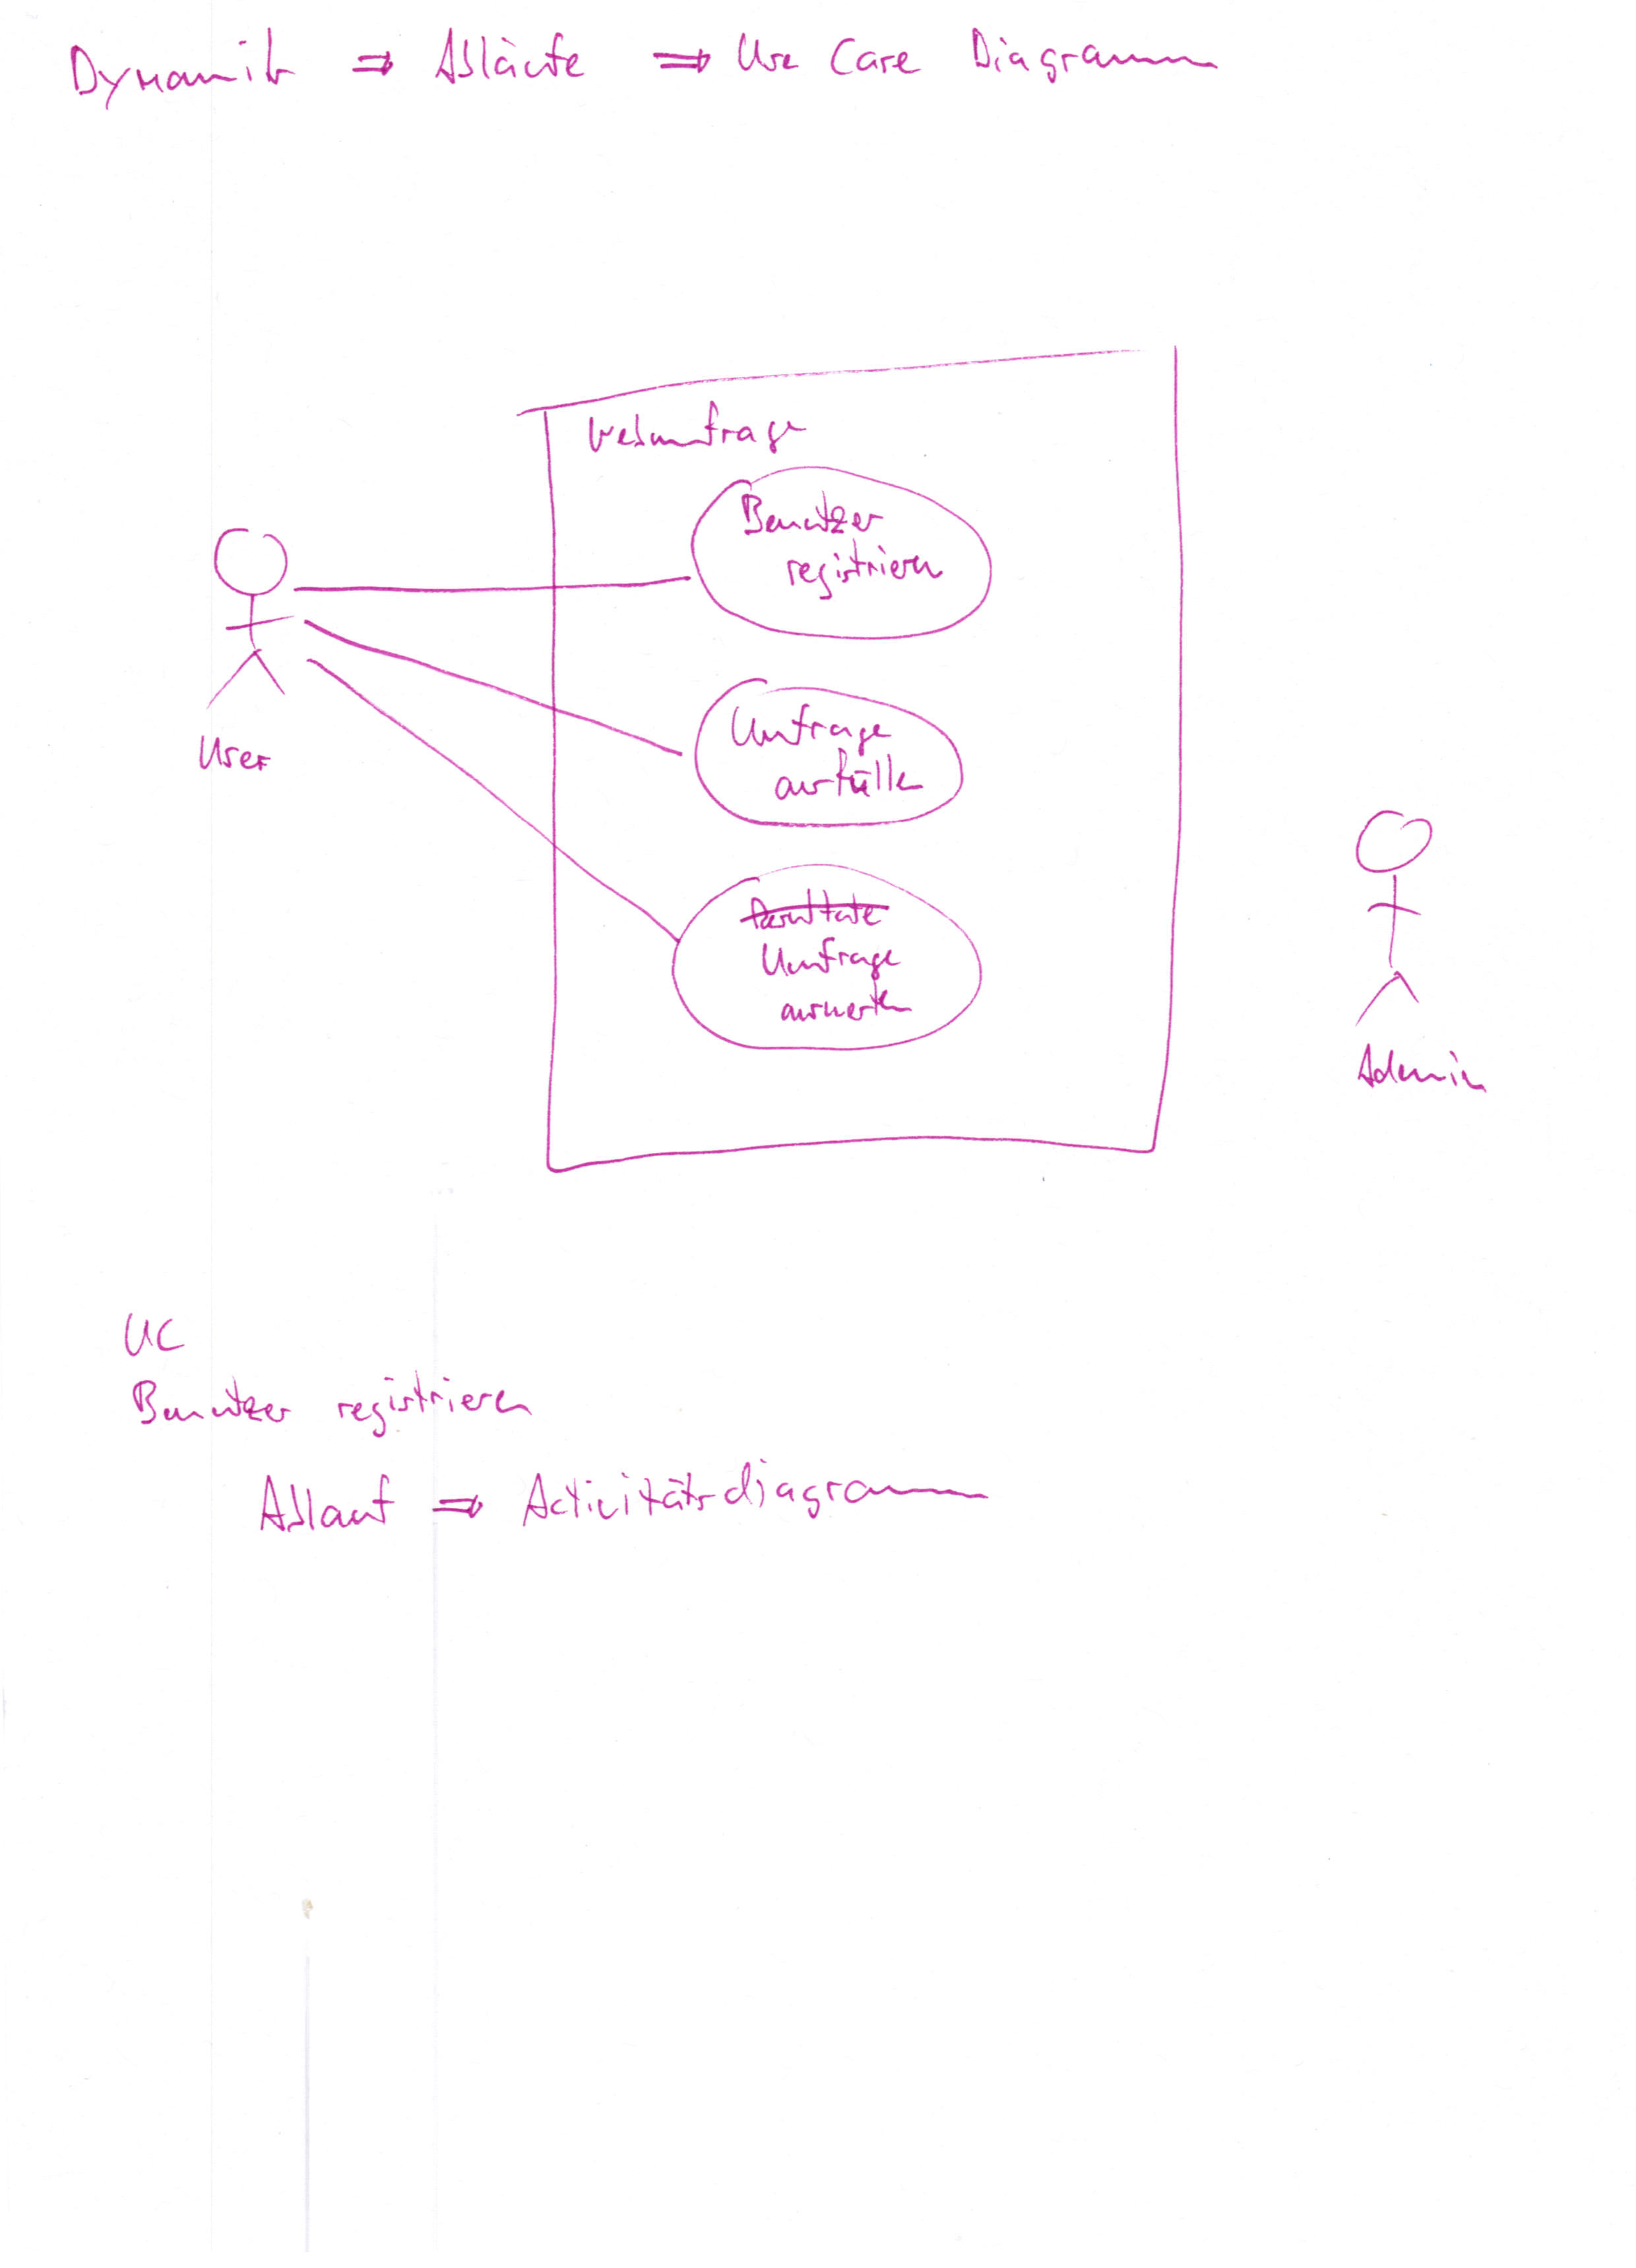 Dynamik ⇒ Abläufe ⇒ Use Case Diagramm
Webumfrage
Benutzer
registrieren
User
Umfrage
ausfüllen
Resultate
Umfrage
auswerten
Admin
UC
Benutzer registrieren
Ablauf ⇒ Activitätsdiagramm